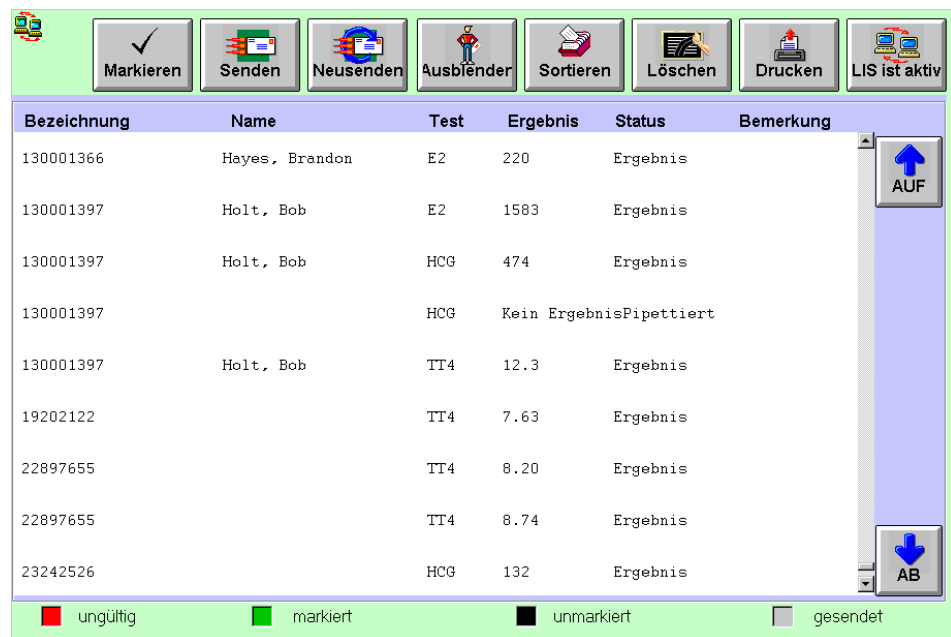 Markieren Senden Neusenden Ausblenden Sortieren Löschen Drucken LIS ist aktiv
Bezeichnung Name Test Ergebnis Status Bemerkung
130001366 Hayes, Brandon E2 220 Ergebnis
AUF
130001397 Holt, Bob E2 1583 Ergebnis
130001397 Holt, Bob HCG 474 Ergebnis
130001397 HCG Kein ErgebnisPipettiert
130001397 Holt, Bob TT4 12.3 Ergebnis
19202122 TT4 7.63 Ergebnis
22897655 TT4 8.20 Ergebnis
22897655 TT4 8.74 Ergebnis
23242526 HCG 132 Ergebnis
AB
ungültig markiert unmarkiert gesendet